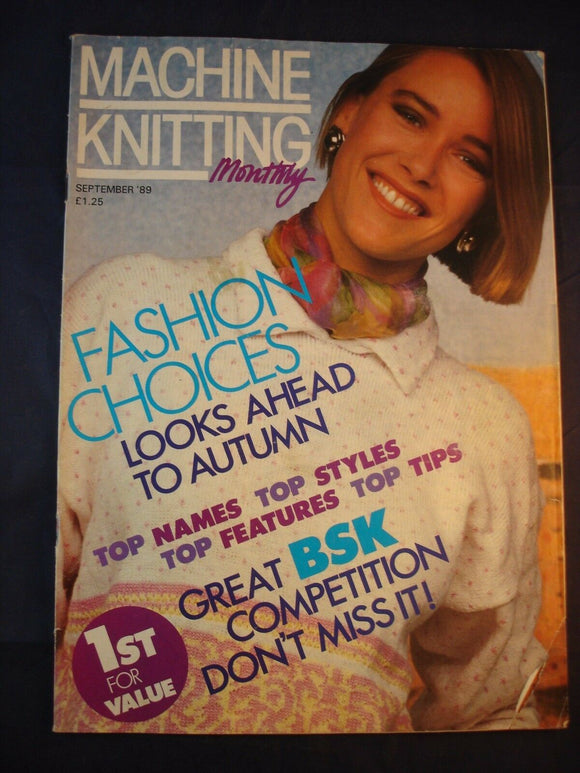 MACHINE
KNITTING
Monthly
SEPTEMBER '89
£1.25
FASHION
CHOICES
LOOKS AHEAD
TO AUTUMN
TOP NAMES TOP STYLES
TOP FEATURES TOP TIPS
GREAT BSK
COMPETITION
DON'T MISS IT!
1ST
FOR
VALUE